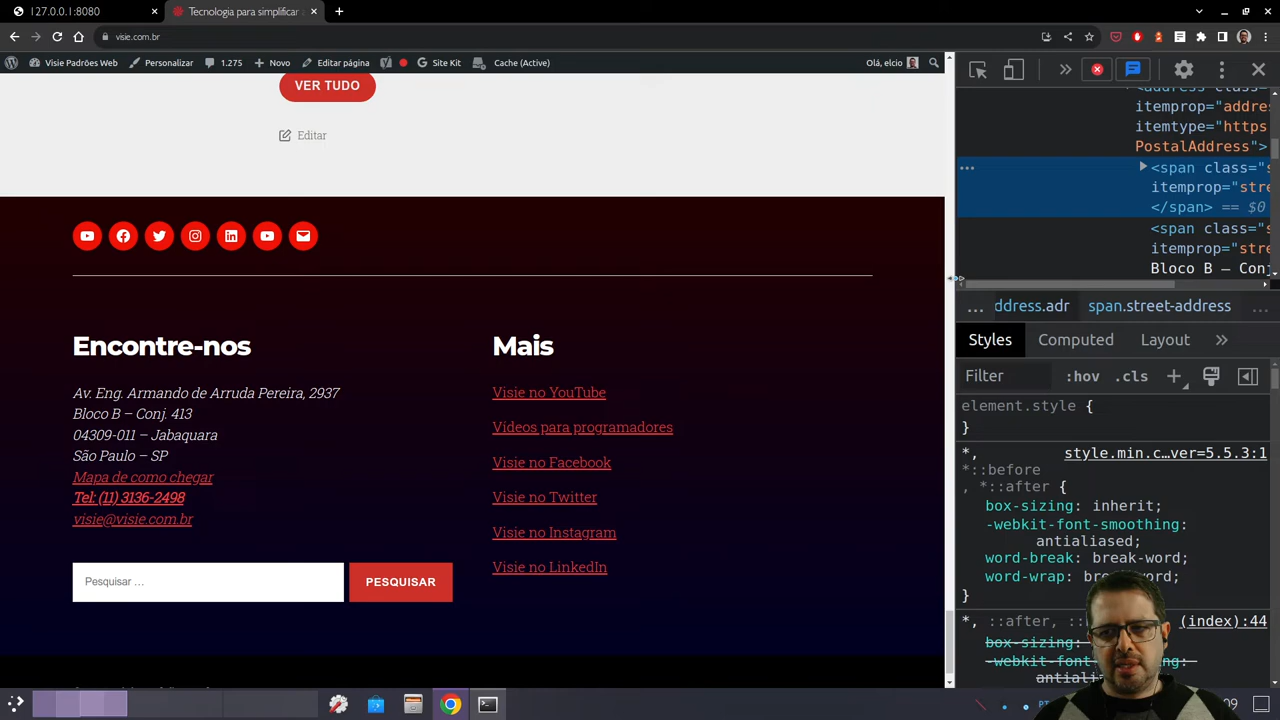 127.0.0.1:8080
Tecnologia para simplificar
visie.com.br
Visie Padrões Web
Personalizar
1.275
Novo
Editar página
Site Kit
Cache (Active)
Olá, elcio
VER TUDO
Editar
Encontre-nos
Av. Eng. Armando de Arruda Pereira, 2937
Bloco B – Conj. 413
04309-011 – Jabaquara
São Paulo – SP
Mapa de como chegar
Tel: (11) 3136-2498
visie@visie.com.br
Pesquisar …
PESQUISAR
Mais
Visie no YouTube
Vídeos para programadores
Visie no Facebook
Visie no Twitter
Visie no Instagram
Visie no LinkedIn
itemprop="addre
itemtype="https
PostalAddress">
<span class="s
itemprop="stre
</span> == $0
<span class="s
itemprop="stre
Bloco B – Conj
... ddress.adr span.street-address ...
Styles Computed Layout
Filter :hov .cls
element.style {
}
*, style.min.c…ver=5.5.3:1
*::before
, *::after {
box-sizing: inherit;
-webkit-font-smoothing:
antialiased;
word-break: break-word;
word-wrap:
}
*, ::after, (index):44
box-sizing: